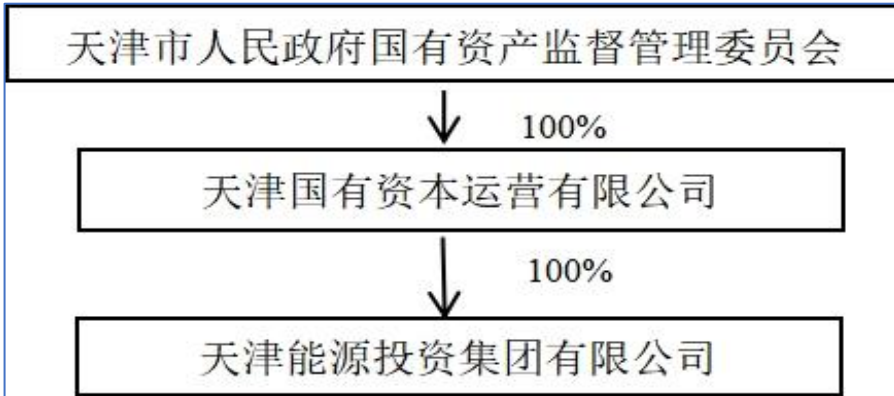 天津市人民政府国有资产监督管理委员会
100%
天津国有资本运营有限公司
100%
天津能源投资集团有限公司